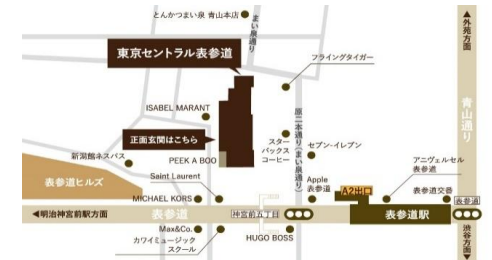 とんかつまい泉 青山本店
まい泉通り
▲外苑方面
東京セントラル表参道
フライングタイガー
ISABEL MARANT
青山通り
正面玄関はこちら
スター
バックス
コーヒー
原二本通り(まい泉通り)
セブン-イレブン
新潟館ネスパス
PEEK A BOO
表参道ヒルズ
Saint Laurent
Apple
表参道
A2出口
アニヴェルセル
表参道
MICHAEL KORS
表参道交番
◀明治神宮前駅方面
表参道
神宮前五丁目
表参道駅
表参道
Max&Co.
カワイミュージック
スクール
HUGO BOSS
渋谷方面▼